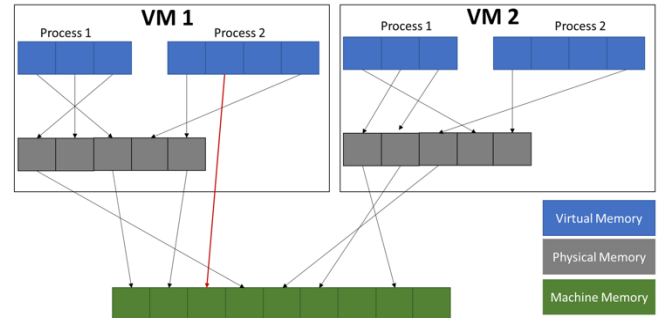 VM 1
Process 1
Process 2
VM 2
Process 1
Process 2
Virtual Memory
Physical Memory
Machine Memory